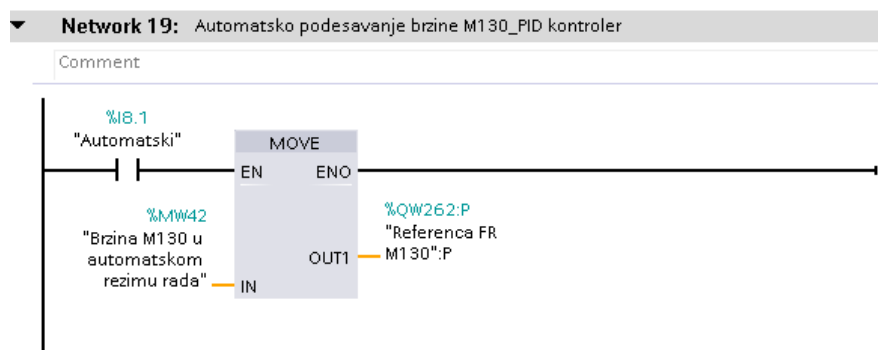 Network 19: Automatsko podesavanje brzine M130_PID kontroler
Comment
%I8.1
"Automatski"
MOVE
EN ENO
%MW42
"Brzina M130 u
automatskom
rezimu rada"
IN
%QW262:P
"Referenca FR
M130":P
OUT1